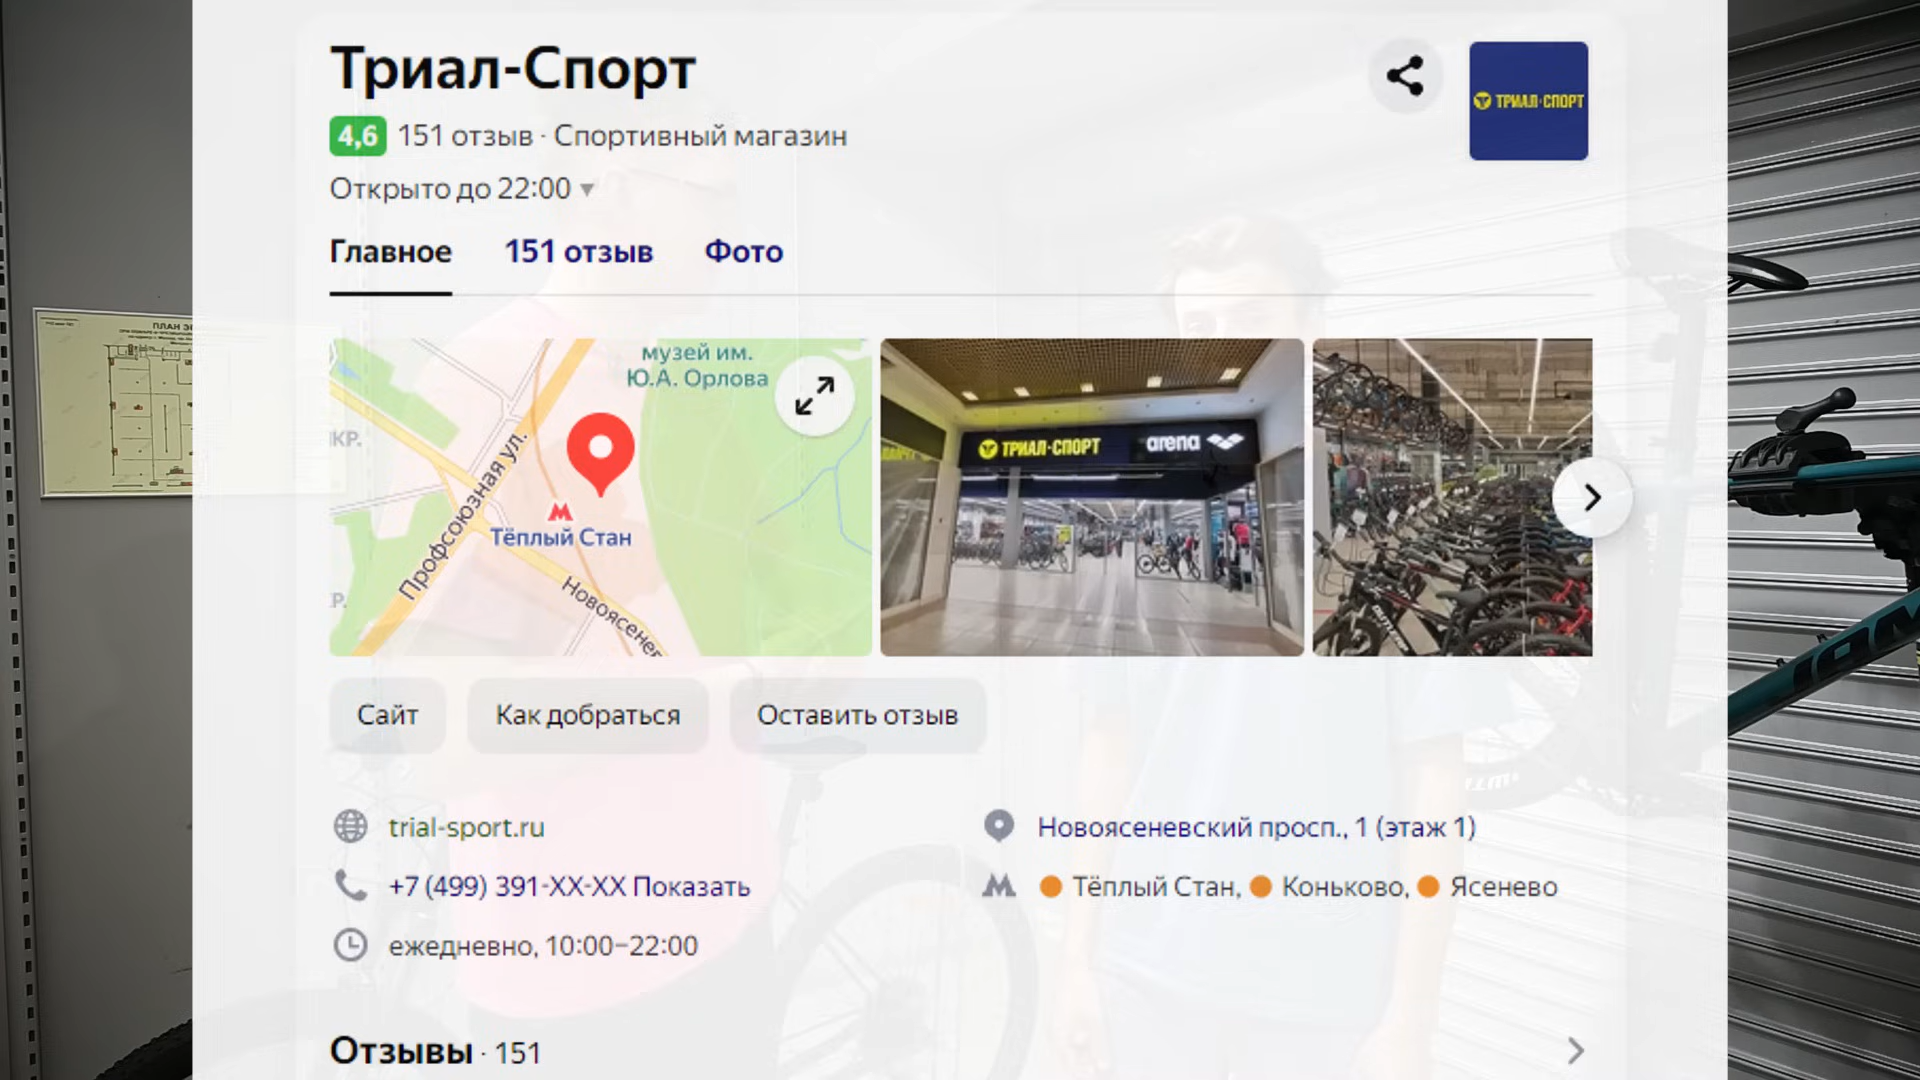 Триал-Спорт
4,6 151 отзыв · Спортивный магазин
Открыто до 22:00
ТРИАЛ-СПОРТ
Главное 151 отзыв Фото
музей им.
Ю.А. Орлова
КР.
Профсоюзная ул.
Тёплый Стан
Новоясенев
ТРИАЛ-СПОРТ arena
Сайт Как добраться Оставить отзыв
trial-sport.ru
+7 (499) 391-XX-XX Показать
ежедневно, 10:00–22:00
Новоясеневский просп., 1 (этаж 1)
Тёплый Стан, Коньково, Ясенево
Отзывы · 151
ПЛАН ЭВ